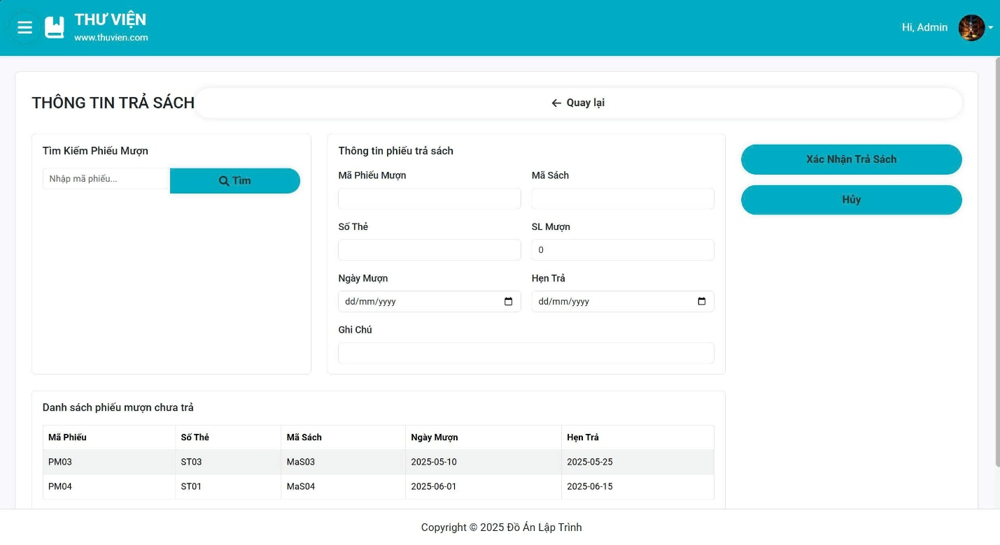 THƯ VIỆN
www.thuvien.com
Hi, Admin
THÔNG TIN TRẢ SÁCH
Quay lại
Tìm Kiếm Phiếu Mượn
Nhập mã phiếu...
Tìm
Thông tin phiếu trả sách
Mã Phiếu Mượn
Mã Sách
Số Thẻ
SL Mượn
0
Ngày Mượn
Hẹn Trả
dd/mm/yyyy
dd/mm/yyyy
Ghi Chú
Xác Nhận Trả Sách
Hủy
Danh sách phiếu mượn chưa trả
Mã Phiếu Số Thẻ Mã Sách Ngày Mượn Hẹn Trả
PM03 ST03 MaS03 2025-05-10 2025-05-25
PM04 ST01 MaS04 2025-06-01 2025-06-15
Copyright © 2025 Đồ Án Lập Trình